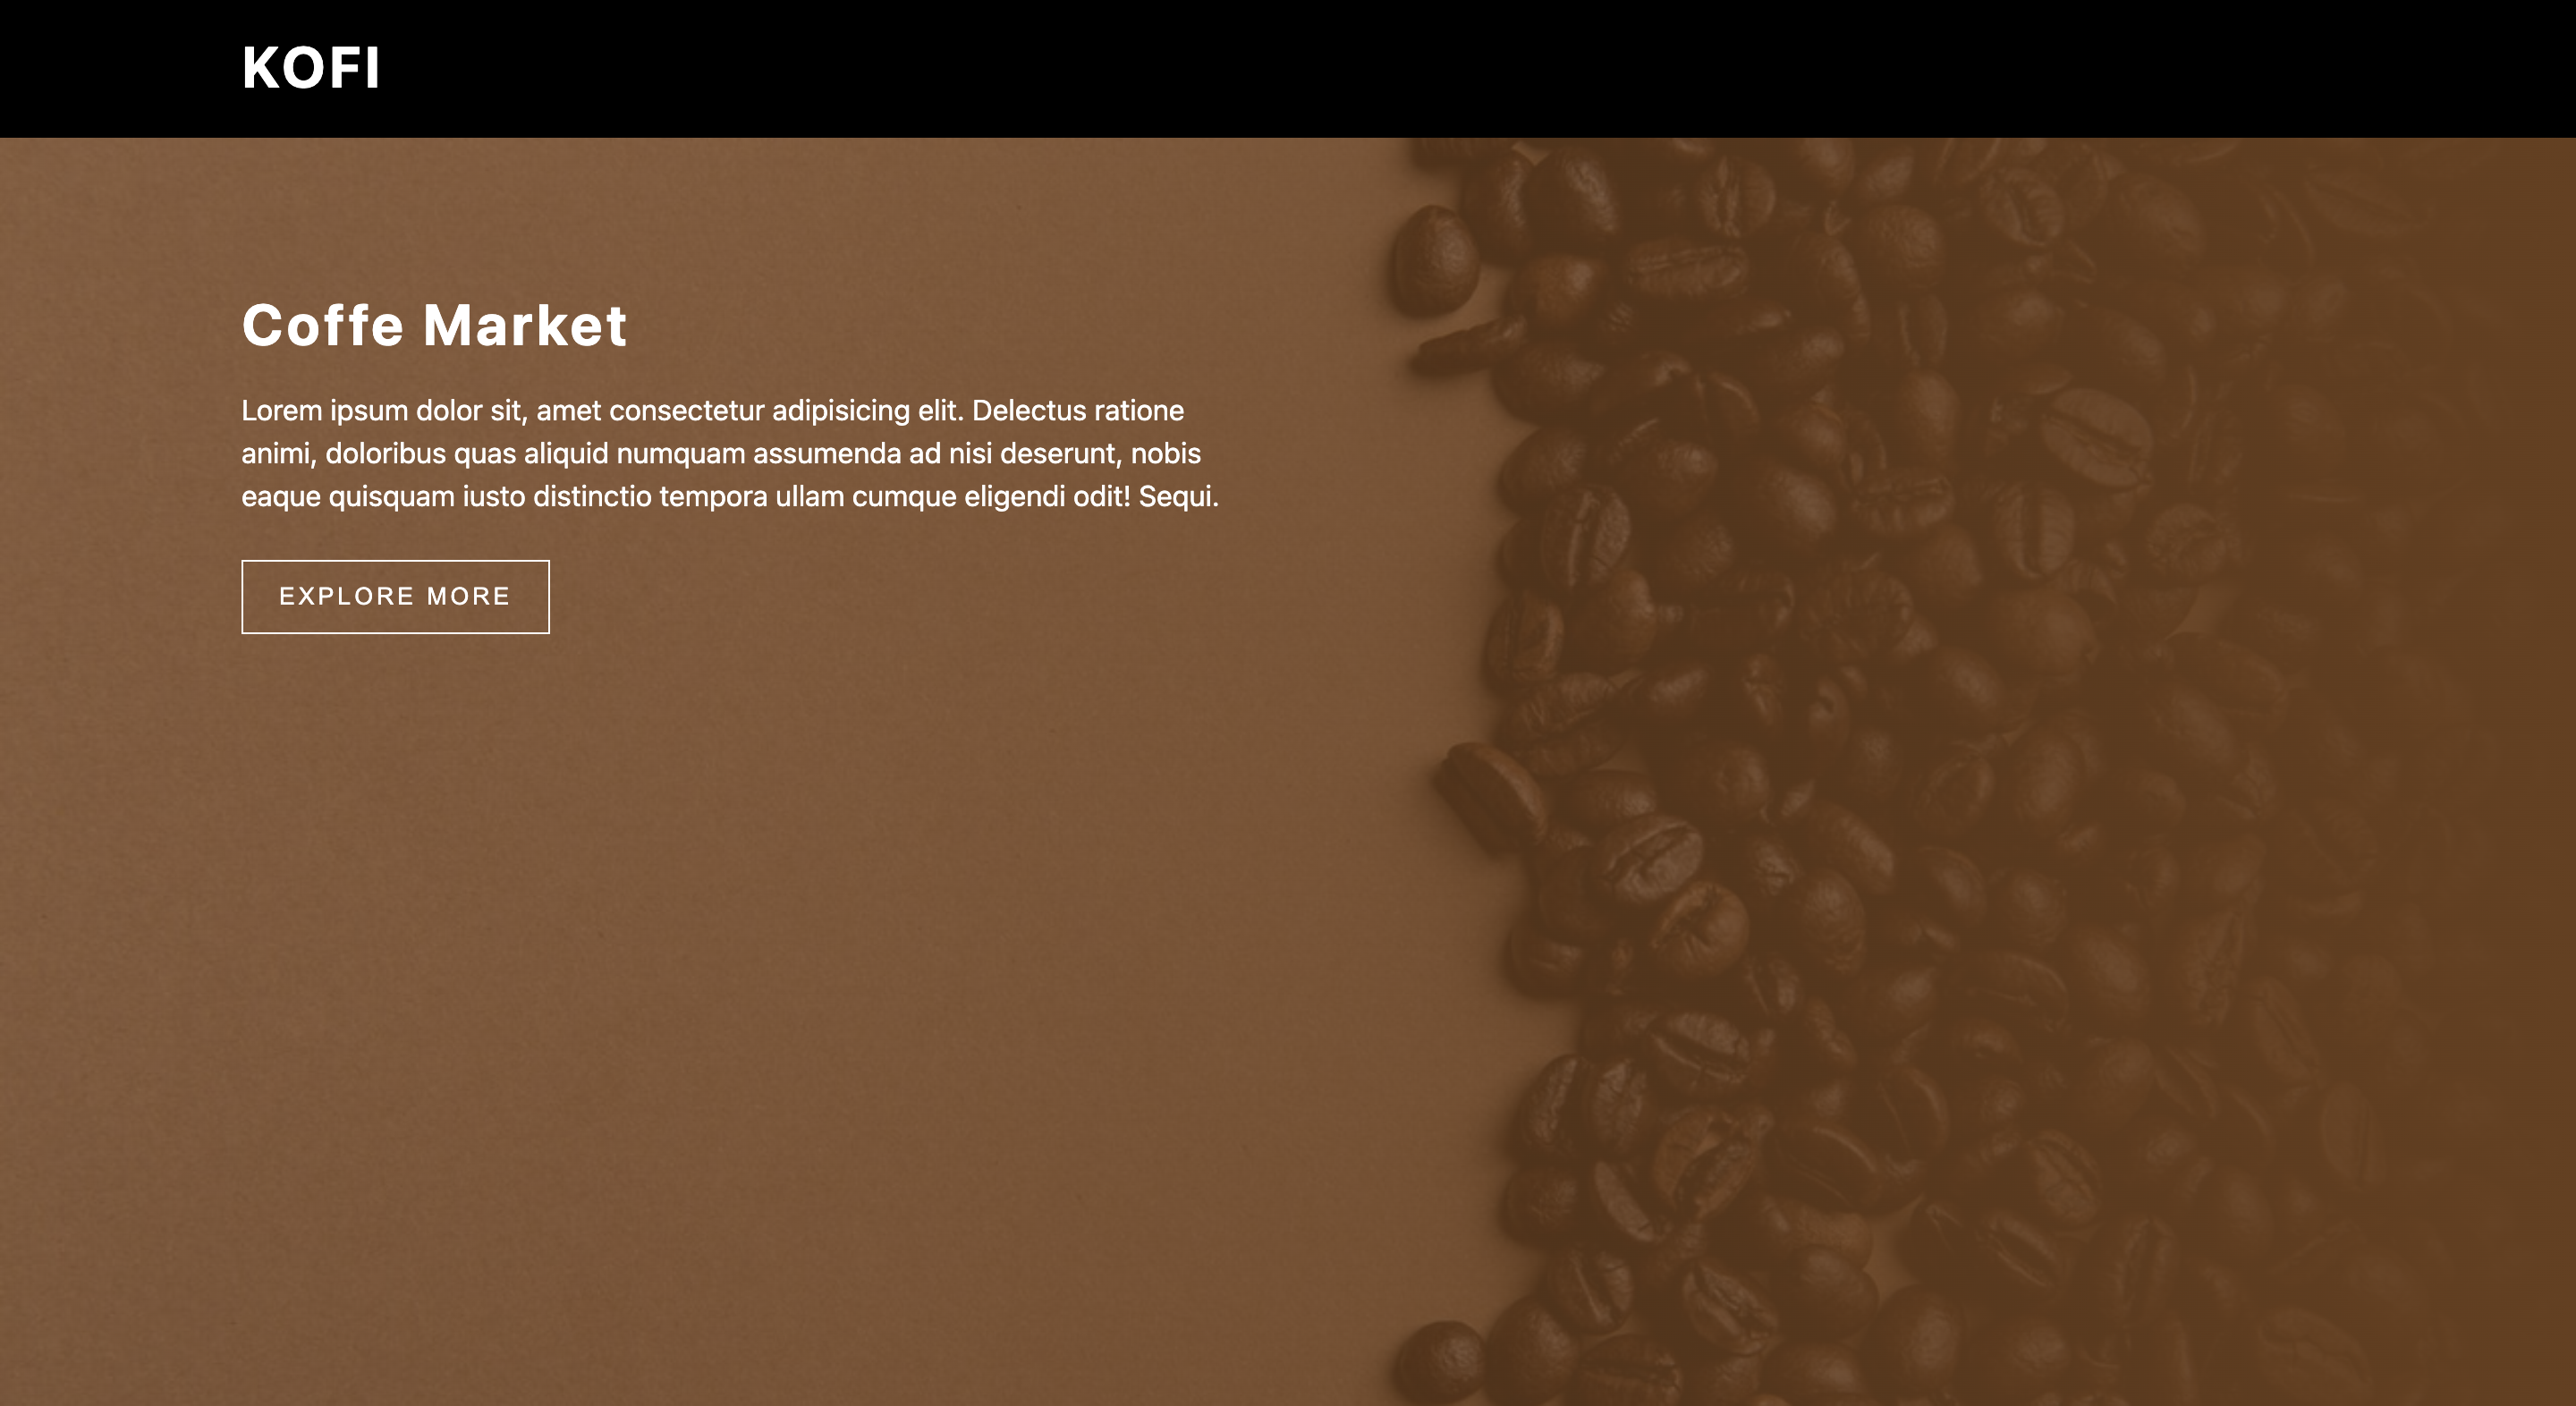 KOFI
Coffe Market
Lorem ipsum dolor sit, amet consectetur adipisicing elit. Delectus ratione
animi, doloribus quas aliquid numquam assumenda ad nisi deserunt, nobis
eaque quisquam iusto distinctio tempora ullam cumque eligendi odit! Sequi.
EXPLORE MORE